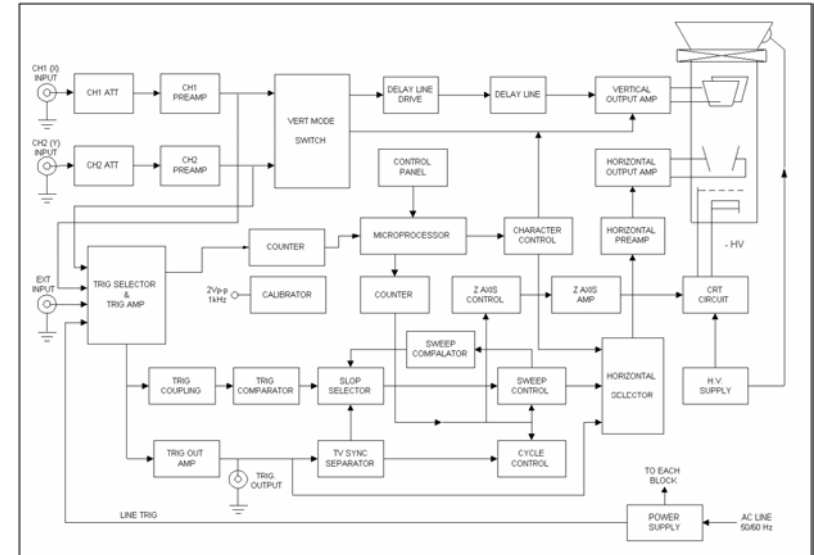 CH1 (X)
INPUT
CH1 ATT
CH1
PREAMP
VERT MODE
SWITCH
DELAY LINE
DRIVE
DELAY LINE
VERTICAL
OUTPUT AMP
CH2 (Y)
INPUT
CH2 ATT
CH2
PREAMP
CONTROL
PANEL
HORIZONTAL
OUTPUT AMP
COUNTER
MICROPROCESSOR
CHARACTER
CONTROL
HORIZONTAL
PREAMP
- HV
EXT
INPUT
TRIG SELECTOR
&
TRIG AMP
2Vp-p
1kHz
CALIBRATOR
COUNTER
Z AXIS
CONTROL
Z AXIS
AMP
CRT
CIRCUIT
SWEEP
COMPALATOR
TRIG
COUPLING
TRIG
COMPARATOR
SLOP
SELECTOR
SWEEP
CONTROL
HORIZONTAL
SELECTOR
H.V.
SUPPLY
TRIG OUT
AMP
TRIG.
OUTPUT
TV SYNC
SEPARATOR
CYCLE
CONTROL
TO EACH
BLOCK
LINE TRIG
POWER
SUPPLY
AC LINE
50/60 Hz